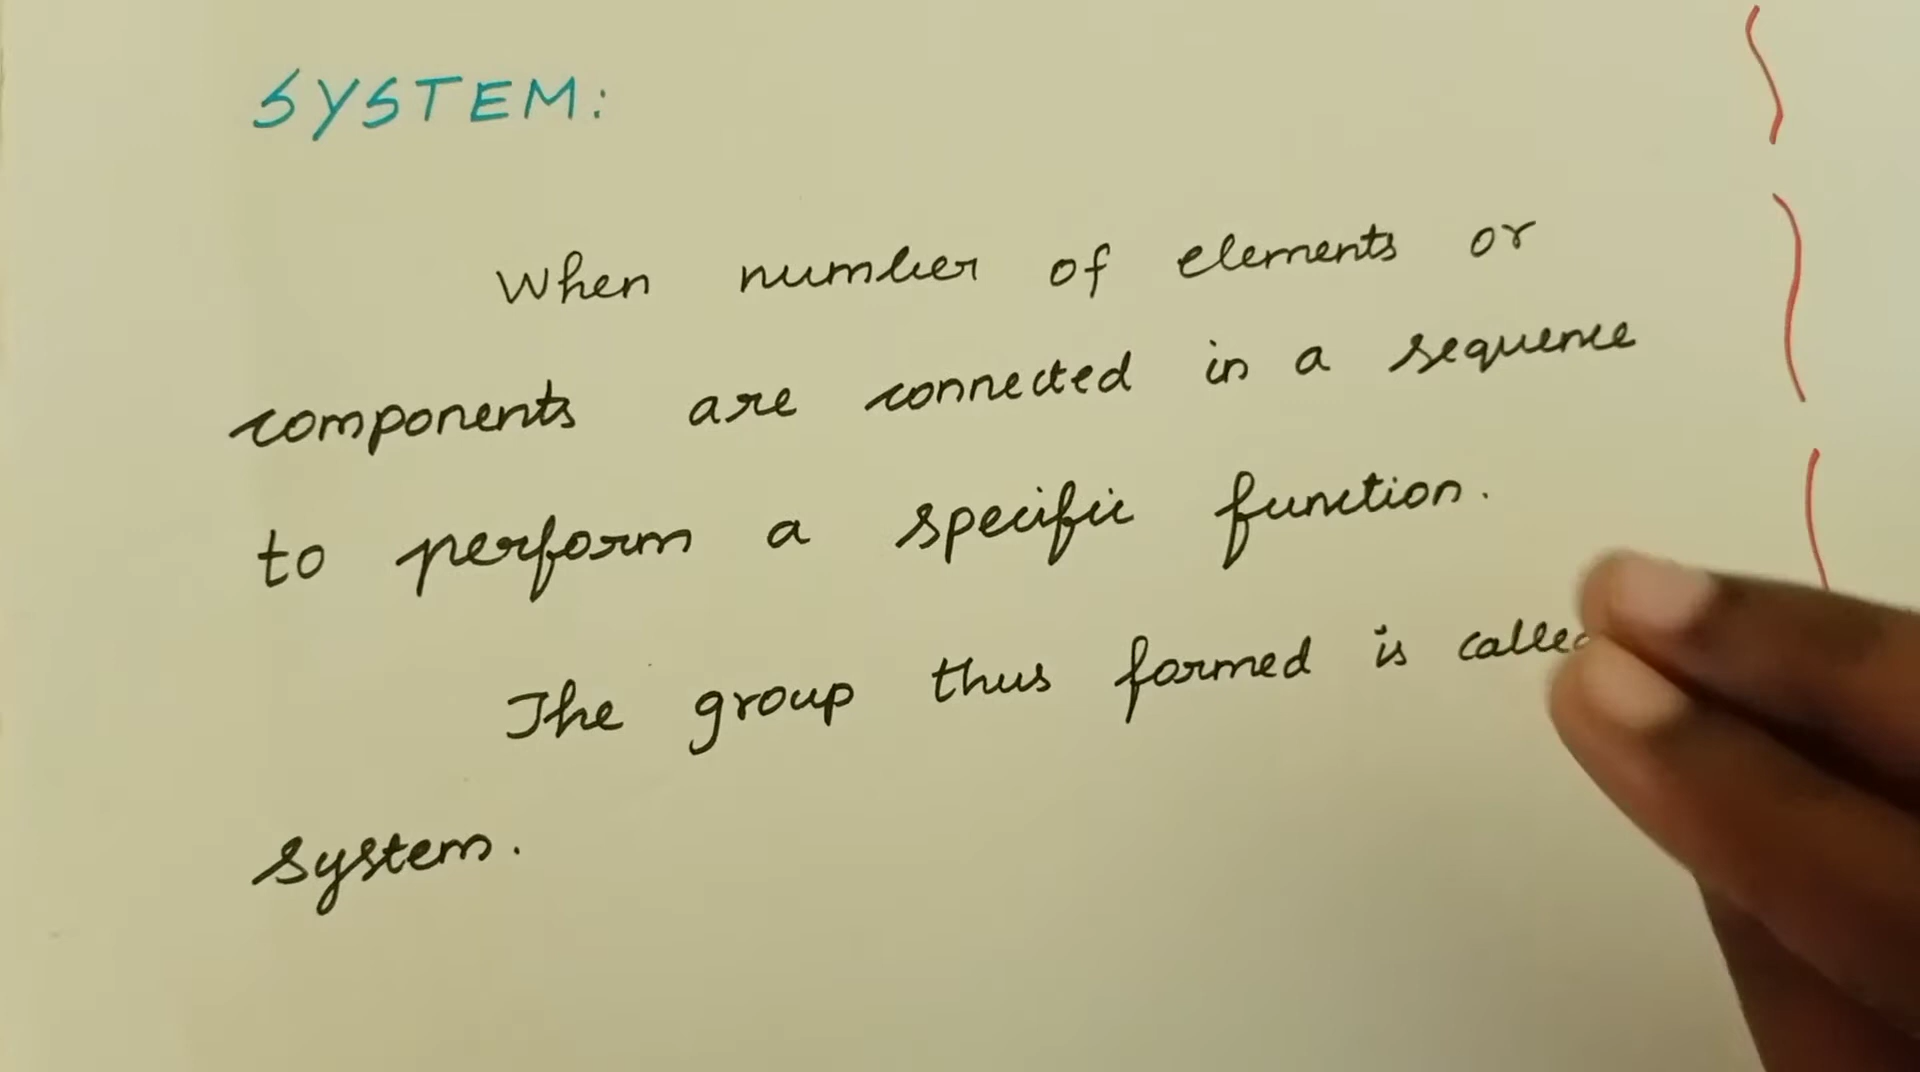 SYSTEM:
When number of elements or
components are connected in a sequence
to perform a specific function.
The group thus formed is called
system.